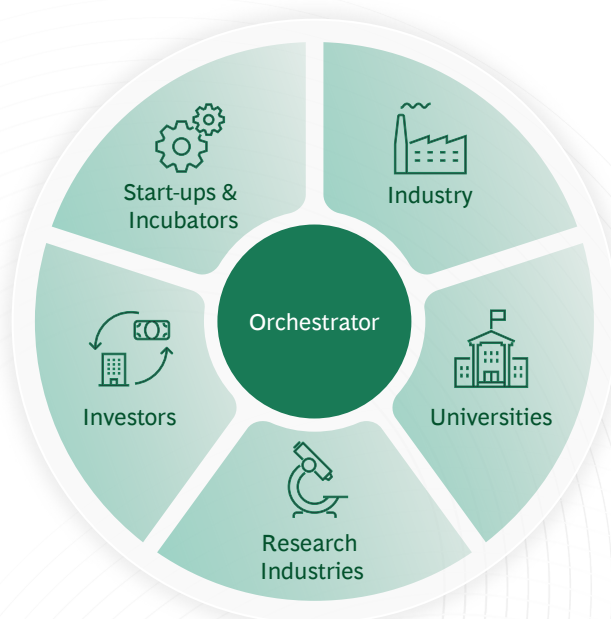 Start-ups &
Incubators
Industry
Orchestrator
Investors
Universities
Research
Industries